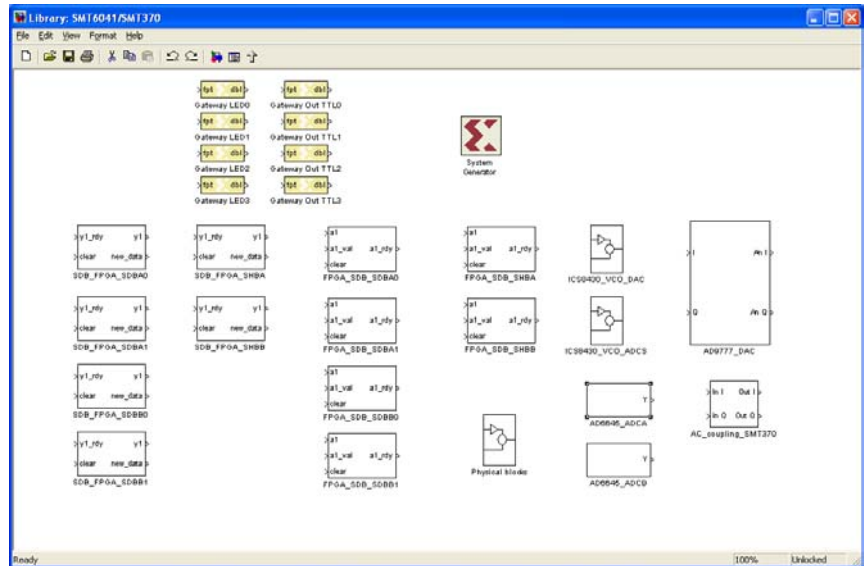 Library: SMT6041/SMT370
File Edit View Format Help
fpt dbl fpt dbl
Gateway LED0 Gateway Out TTL0
fpt dbl fpt dbl
Gateway LED1 Gateway Out TTL1
fpt dbl fpt dbl
Gateway LED2 Gateway Out TTL2
fpt dbl fpt dbl
Gateway LED3 Gateway Out TTL3
System
Generator
y1_rdy y1 y1_rdy y1 a1 a1
a1_val a1_rdy a1_val a1_rdy I An I
clear new_data clear new_data clear clear
SDB_FPGA_SDBA0 SDB_FPGA_SHBA FPGA_SDB_SDBA0 FPGA_SDB_SHBA ICS8430_VCO_DAC
y1_rdy y1 y1_rdy y1 a1 a1
a1_val a1_rdy a1_val a1_rdy Q An Q
clear new_data clear new_data clear clear
SDB_FPGA_SDBA1 SDB_FPGA_SHBB FPGA_SDB_SDBA1 FPGA_SDB_SHBB ICS8430_VCO_ADCS AD9777_DAC
y1_rdy y1 a1
a1_val a1_rdy Y In I Out I
clear new_data clear In Q Out Q
SDB_FPGA_SDBB0 FPGA_SDB_SDBB0 AD6645_ADCA AC_coupling_SMT370
y1_rdy y1 a1
a1_val a1_rdy Y
clear new_data clear
SDB_FPGA_SDBB1 FPGA_SDB_SDBB1 Physical blocks AD6645_ADCB
Ready 100% Unlocked